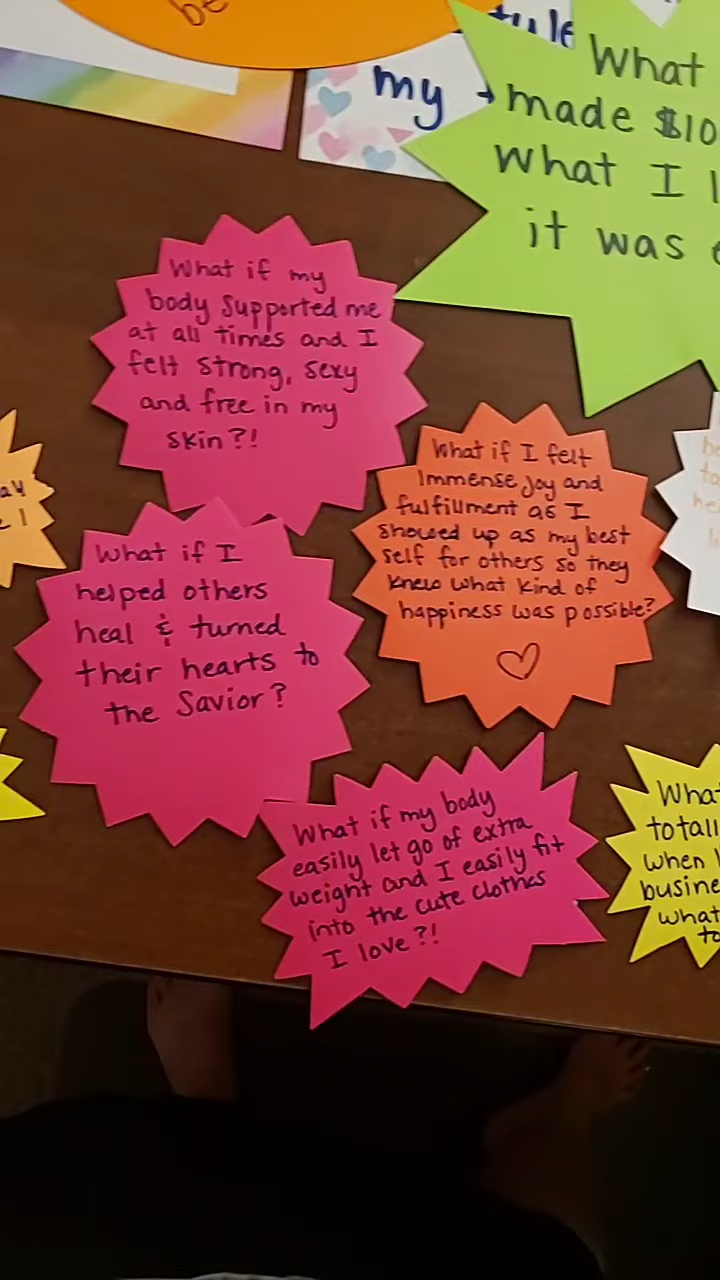 be
my
What
made $10
What I
it was
What if my
body supported me
at all times and I
felt strong, sexy
and free in my
skin?!
What if I felt
immense joy and
fulfillment as I
showed up as my best
self for others so they
knew what kind of
happiness was possible?
What if I
helped others
heal & turned
their hearts to
the Savior?
What if my body
easily let go of extra
weight and I easily fit
into the cute clothes
I love?!
when
what